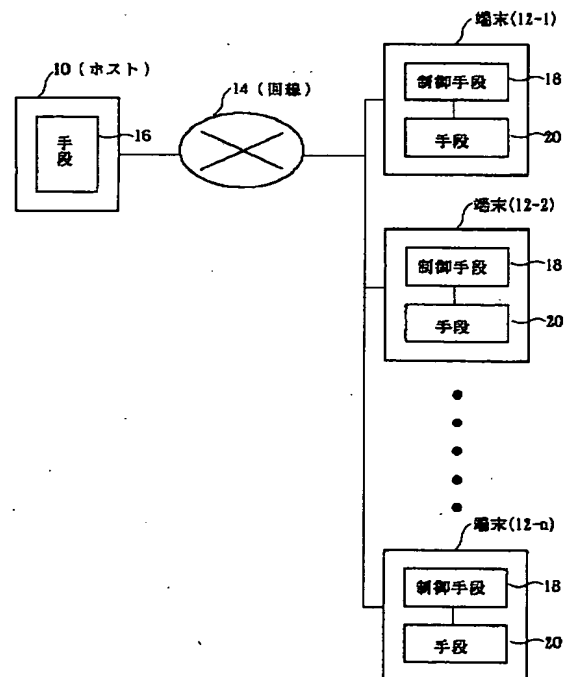 10 (ホスト)
手段
16
14 (回線)
端末(12-1)
制御手段
18
手段
20
端末(12-2)
制御手段
18
手段
20
端末(12-n)
制御手段
18
手段
20